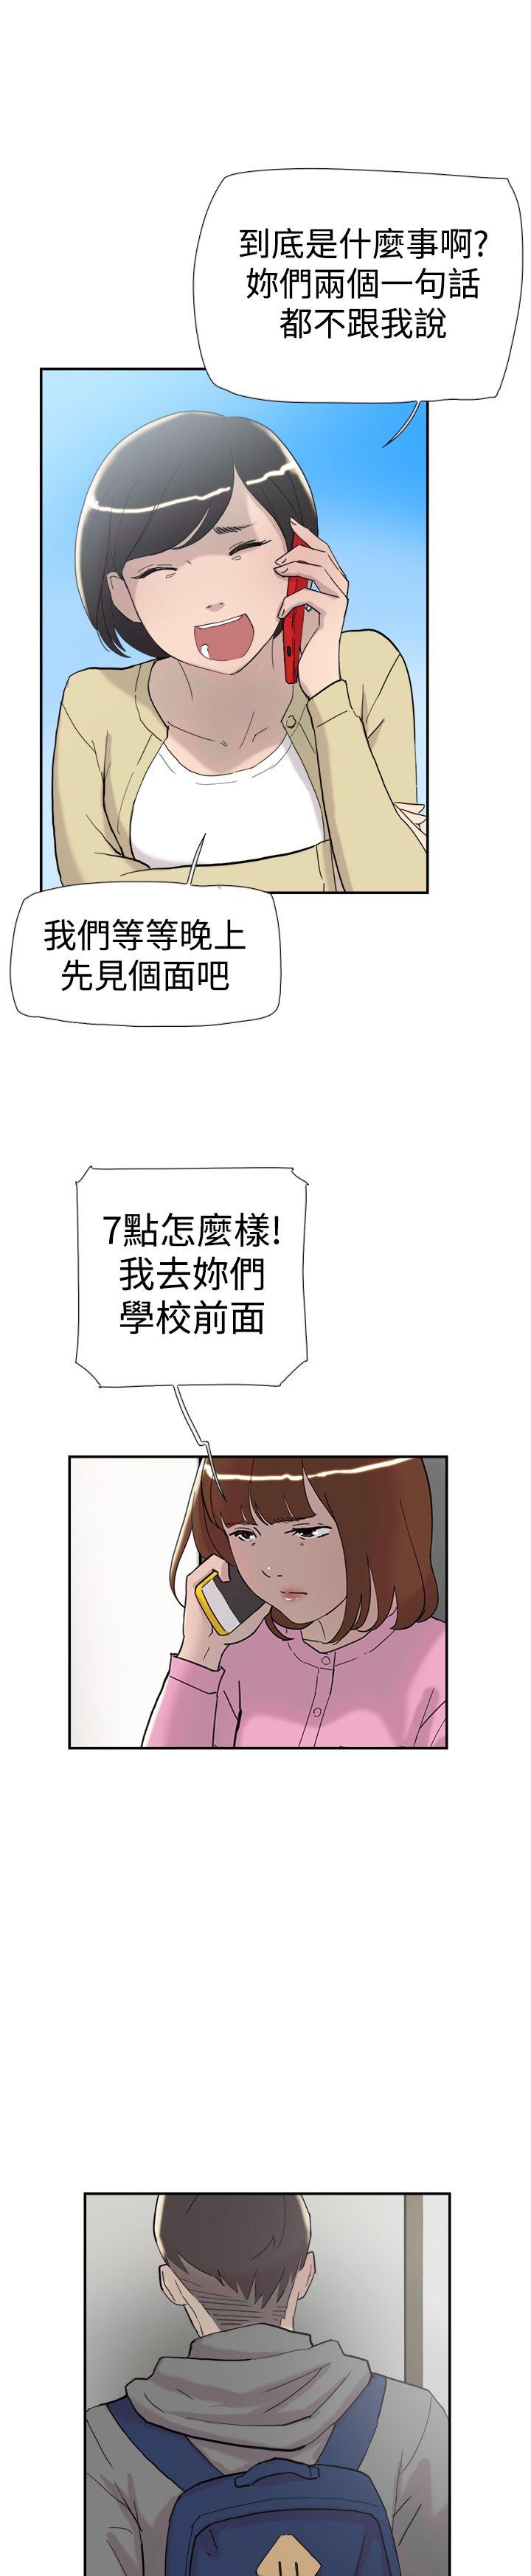 到底是什麼事啊?
妳們兩個一句話
都不跟我說
我們等等晚上
先見個面吧
7點怎麼樣!
我去妳們
學校前面